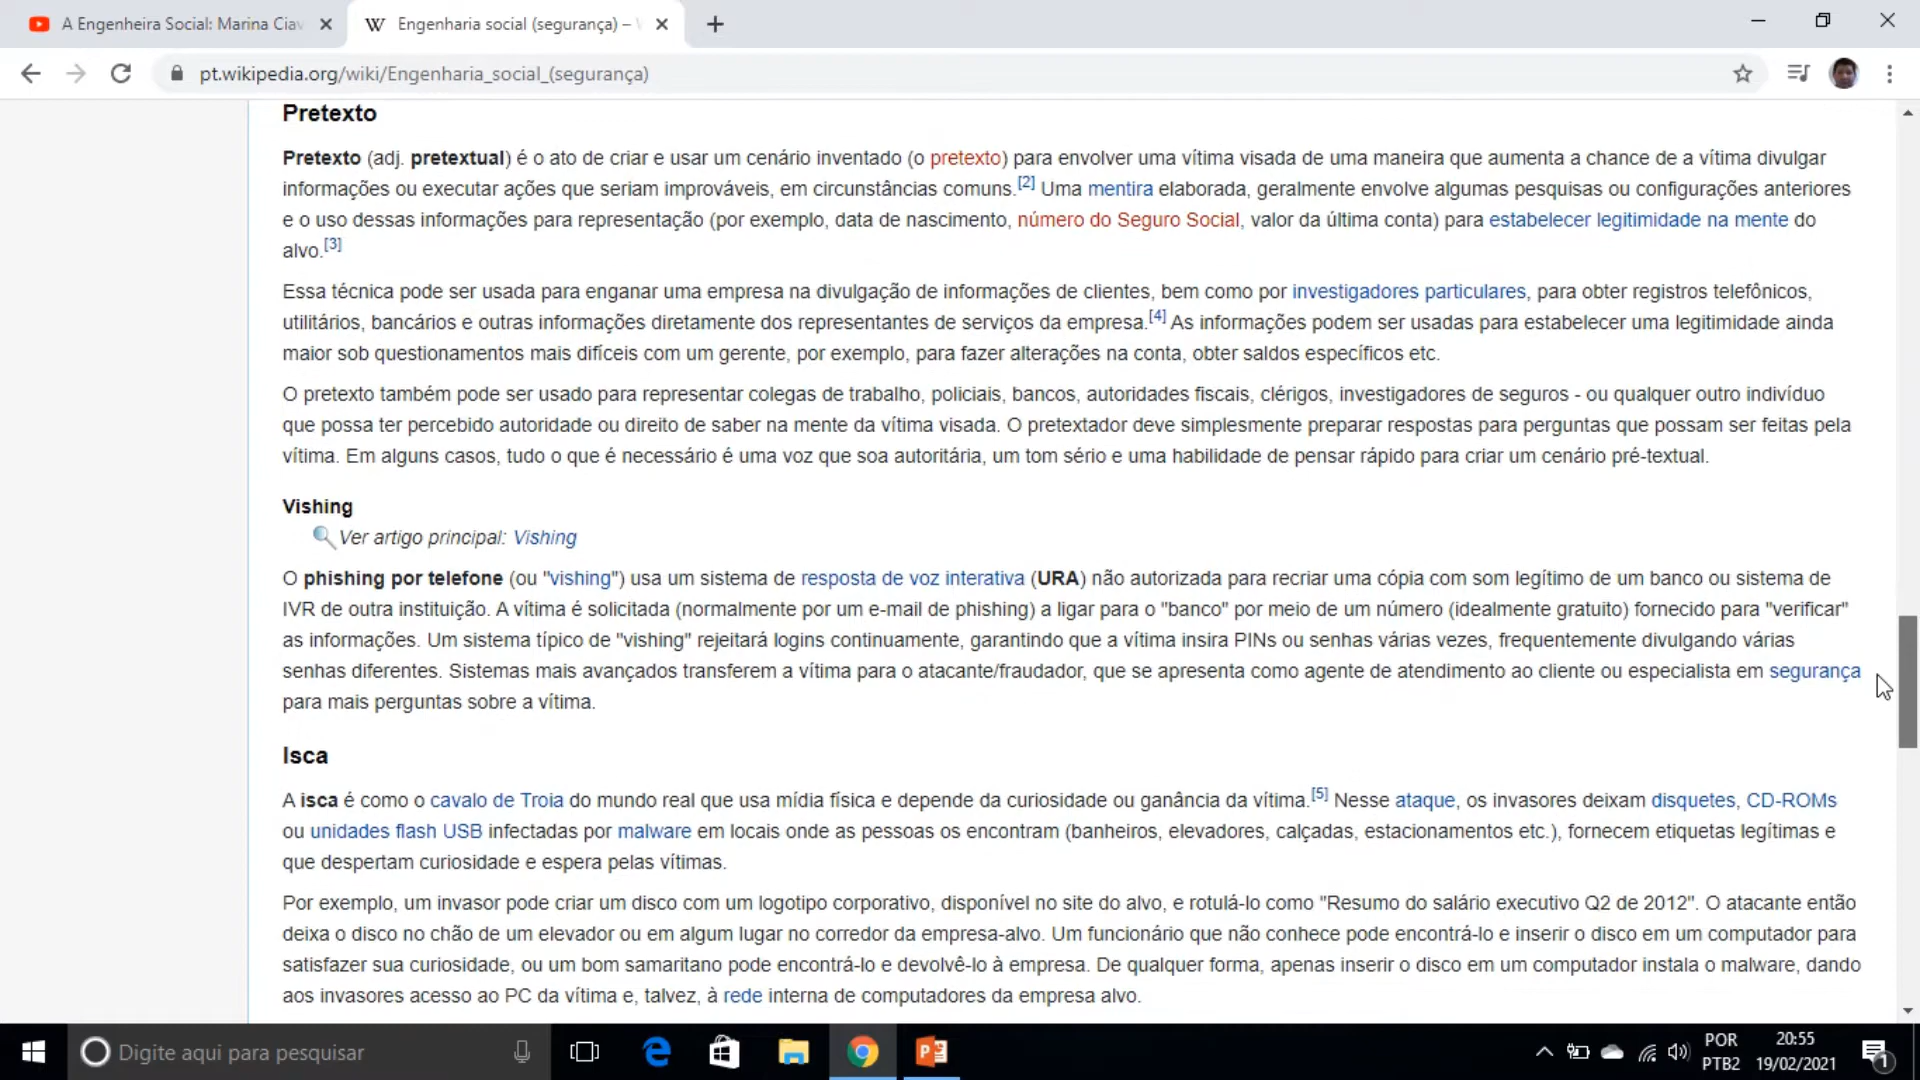 A Engenheira Social: Marina Ciav
Engenharia social (segurança) –
pt.wikipedia.org/wiki/Engenharia_social_(segurança)
Pretexto
Pretexto (adj. pretextual) é o ato de criar e usar um cenário inventado (o pretexto) para envolver uma vítima visada de uma maneira que aumenta a chance de a vítima divulgar
informações ou executar ações que seriam improváveis, em circunstâncias comuns.[2] Uma mentira elaborada, geralmente envolve algumas pesquisas ou configurações anteriores
e o uso dessas informações para representação (por exemplo, data de nascimento, número do Seguro Social, valor da última conta) para estabelecer legitimidade na mente do
alvo.[3]
Essa técnica pode ser usada para enganar uma empresa na divulgação de informações de clientes, bem como por investigadores particulares, para obter registros telefônicos,
utilitários, bancários e outras informações diretamente dos representantes de serviços da empresa.[4] As informações podem ser usadas para estabelecer uma legitimidade ainda
maior sob questionamentos mais difíceis com um gerente, por exemplo, para fazer alterações na conta, obter saldos específicos etc.
O pretexto também pode ser usado para representar colegas de trabalho, policiais, bancos, autoridades fiscais, clérigos, investigadores de seguros - ou qualquer outro indivíduo
que possa ter percebido autoridade ou direito de saber na mente da vítima visada. O pretextador deve simplesmente preparar respostas para perguntas que possam ser feitas pela
vítima. Em alguns casos, tudo o que é necessário é uma voz que soa autoritária, um tom sério e uma habilidade de pensar rápido para criar um cenário pré-textual.
Vishing
Ver artigo principal: Vishing
O phishing por telefone (ou "vishing") usa um sistema de resposta de voz interativa (URA) não autorizada para recriar uma cópia com som legítimo de um banco ou sistema de
IVR de outra instituição. A vítima é solicitada (normalmente por um e-mail de phishing) a ligar para o "banco" por meio de um número (idealmente gratuito) fornecido para "verificar"
as informações. Um sistema típico de "vishing" rejeitará logins continuamente, garantindo que a vítima insira PINs ou senhas várias vezes, frequentemente divulgando várias
senhas diferentes. Sistemas mais avançados transferem a vítima para o atacante/fraudador, que se apresenta como agente de atendimento ao cliente ou especialista em segurança
para mais perguntas sobre a vítima.
Isca
A isca é como o cavalo de Troia do mundo real que usa mídia física e depende da curiosidade ou ganância da vítima.[5] Nesse ataque, os invasores deixam disquetes, CD-ROMs
ou unidades flash USB infectadas por malware em locais onde as pessoas os encontram (banheiros, elevadores, calçadas, estacionamentos etc.), fornecem etiquetas legítimas e
que despertam curiosidade e espera pelas vítimas.
Por exemplo, um invasor pode criar um disco com um logotipo corporativo, disponível no site do alvo, e rotulá-lo como "Resumo do salário executivo Q2 de 2012". O atacante então
deixa o disco no chão de um elevador ou em algum lugar no corredor da empresa-alvo. Um funcionário que não conhece pode encontrá-lo e inserir o disco em um computador para
satisfazer sua curiosidade, ou um bom samaritano pode encontrá-lo e devolvê-lo à empresa. De qualquer forma, apenas inserir o disco em um computador instala o malware, dando
aos invasores acesso ao PC da vítima e, talvez, à rede interna de computadores da empresa alvo.
Digite aqui para pesquisar
POR
PTB2
20:55
19/02/2021
1